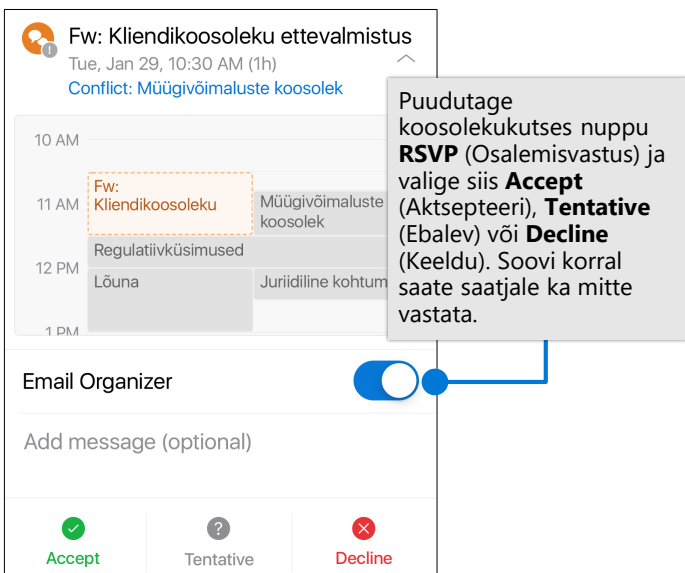 Fw: Kliendikoosoleku ettevalmistus
Tue, Jan 29, 10:30 AM (1h)
Conflict: Müügivõimaluste koosolek
10 AM
Fw:
Kliendikoosoleku
11 AM
Müügivõimaluste
koosolek
Regulatiivküsimused
12 PM
Lõuna
Juriidiline kohtum
1 PM
Puudutage
koosolekukutses nuppu
RSVP (Osalemisvastus) ja
valige siis Accept
(Aktsepteeri), Tentative
(Ebalev) või Decline
(Keeldu). Soovi korral
saate saatjale ka mitte
vastata.
Email Organizer
Add message (optional)
Accept
Tentative
Decline